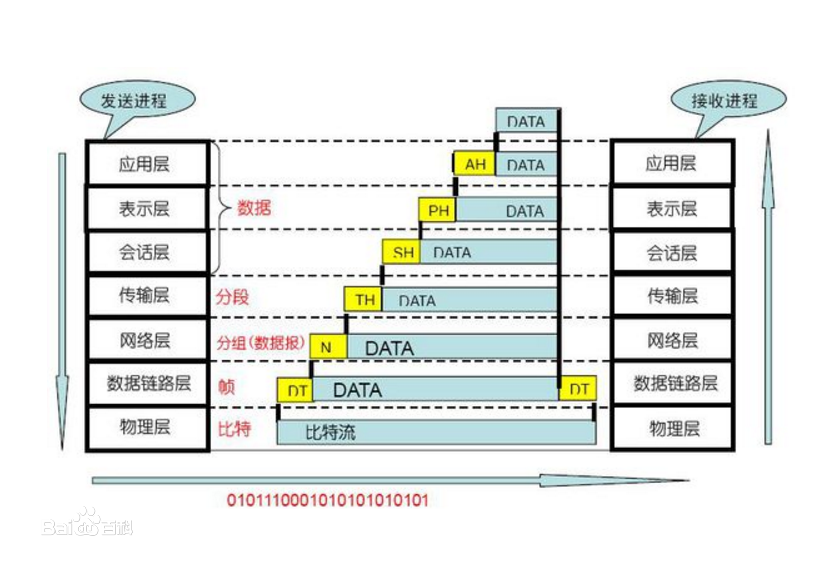 发送进程
接收进程
DATA
应用层
AH
DATA
应用层
表示层
数据
PH
DATA
表示层
会话层
SH
DATA
会话层
传输层
分段
TH
DATA
传输层
网络层
分组(数据报)
N
DATA
网络层
数据链路层
帧
DT
DATA
DT
数据链路层
物理层
比特
比特流
物理层
0101110001010101010101
Bai百科